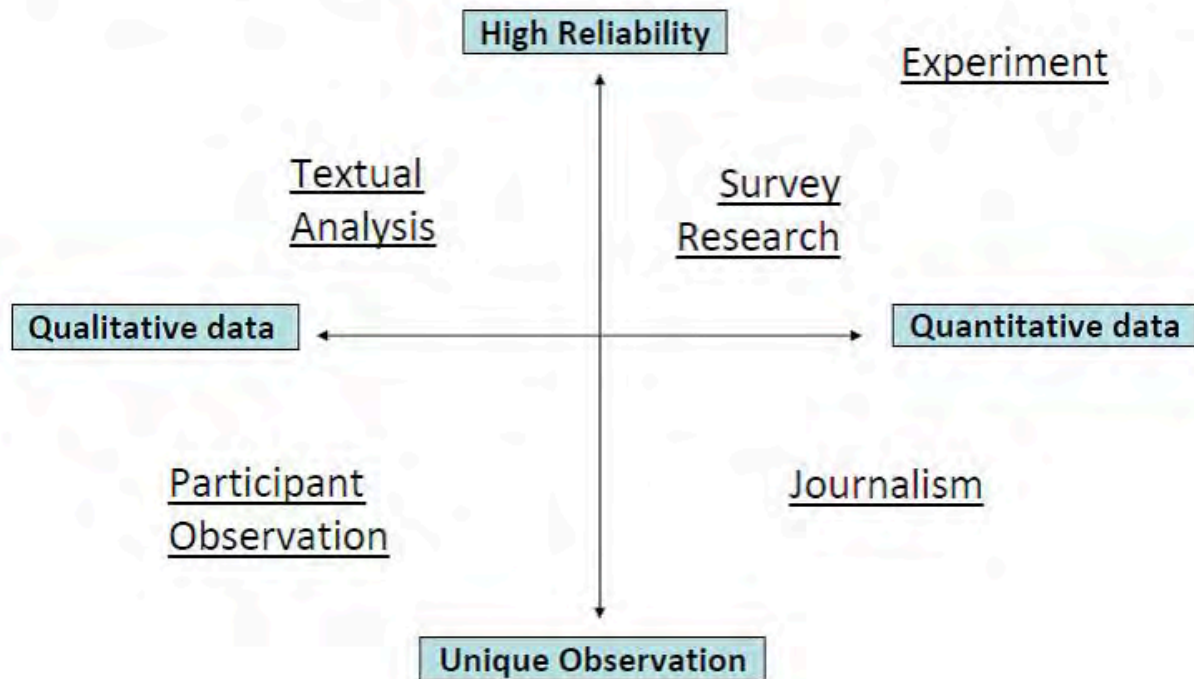 High Reliability
Experiment
Textual
Analysis
Survey
Research
Qualitative data
Quantitative data
Participant
Observation
Journalism
Unique Observation